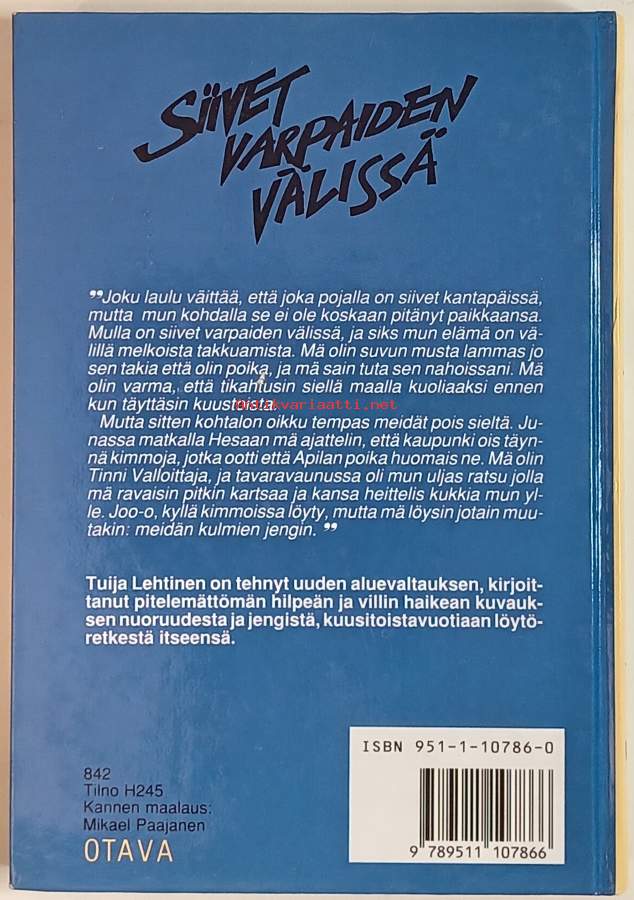 SIIVET
VARPAIDEN
VÄLISSÄ
”Joku laulu väittää, että joka pojalla on siivet kantapäissä,
mutta mun kohdalla se ei ole koskaan pitänyt paikkaansa.
Mulla on siivet varpaiden välissä, ja siks mun elämä on vä-
lillä melkoista takkuamista. Mä olin suvun musta lammas jo
sen takia että olin poika, ja mä sain tuta sen nahoissani. Mä
olin varma, että tikahtusin siellä maalla kuoliaaksi ennen
kun täyttäsin kuustoista.
Antikvariaatti.net
Mutta sitten kohtalon oikku tempas meidät pois sieltä. Ju-
nassa matkalla Hesaan mä ajattelin, että kaupunki ois täyn-
nä kimmoja, jotka ootti että Apilan poika huomais ne. Mä olin
Tinni Valloittaja, ja tavaravaunussa oli mun uljas ratsu jolla
mä ravaisin pitkin kartsaa ja kansa heittelis kukkia mun yl-
le. Joo-o, kyllä kimmoissa löyty, mutta mä löysin jotain muu-
takin: meidän kulmien jengin. ”
Tuija Lehtinen on tehnyt uuden aluevaltauksen, kirjoit-
tanut pitelemättömän hilpeän ja villin haikean kuvauk-
sen nuoruudesta ja jengistä, kuusitoistavuotiaan löytö-
retkestä itseensä.
ISBN 951-1-10786-0
9 789511 107866
842
Tilno H245
Kannen maalaus:
Mikael Paajanen
OTAVA